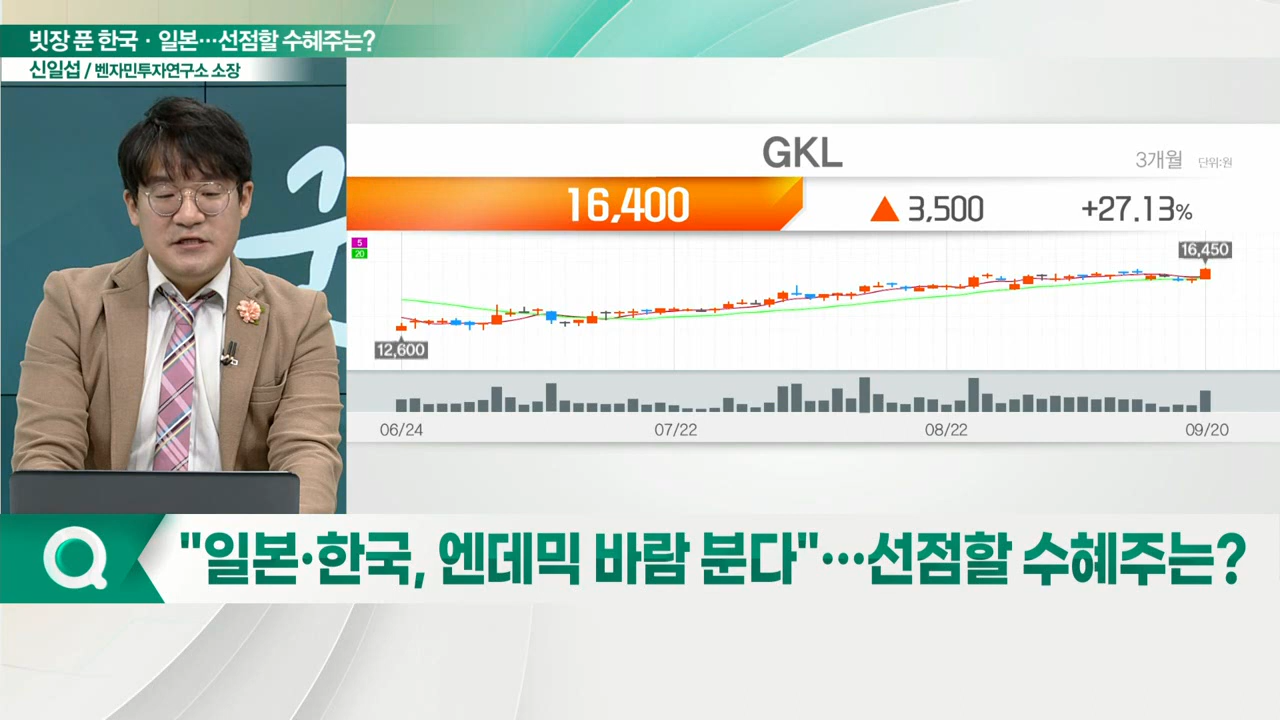 빗장 푼 한국·일본…선점할 수혜주는?
신일섭 / 벤자민투자연구소 소장
GKL
3개월 단위:원
16,400 ▲ 3,500 +27.13%
5
20
16,450
12,600
06/24 07/22 08/22 09/20
"일본·한국, 엔데믹 바람 분다"…선점할 수혜주는?